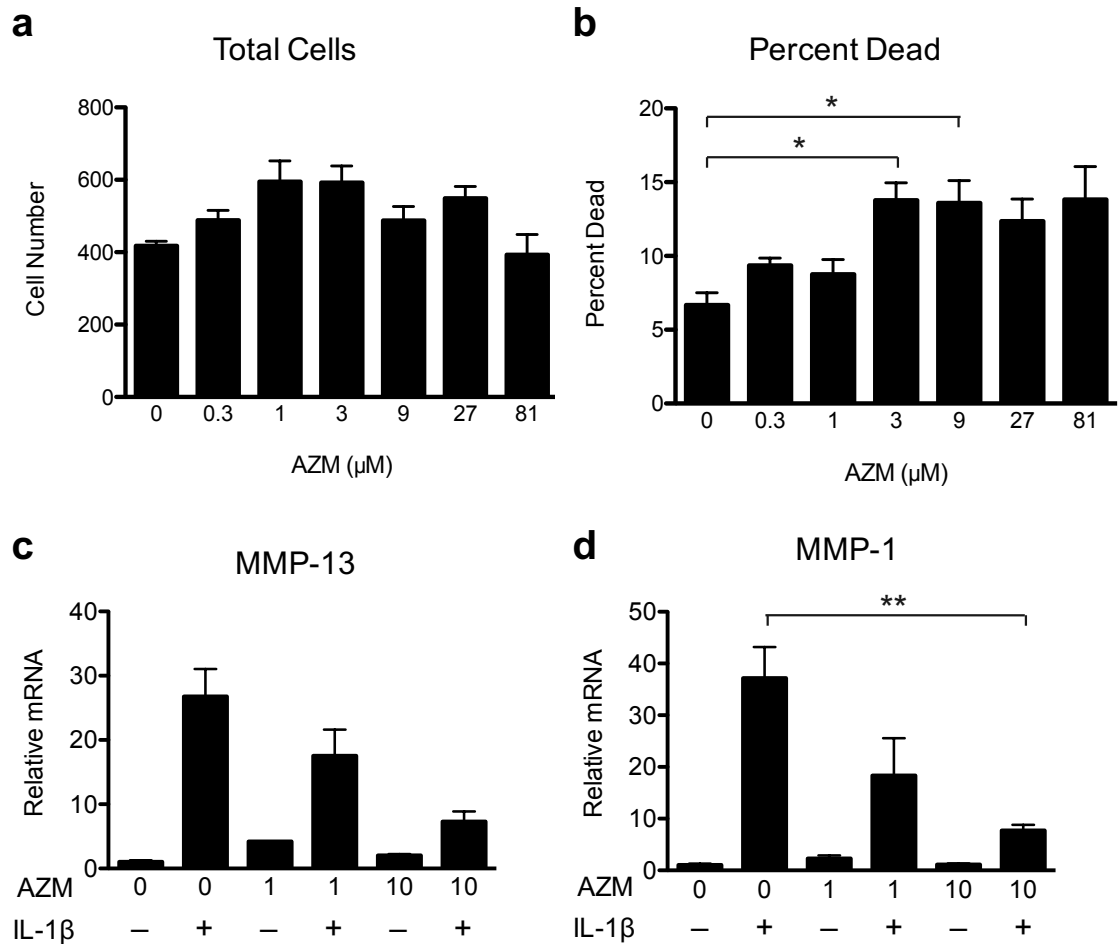 a
Total Cells
800
600
400
200
0
Cell Number
0 0.3 1 3 9 27 81
AZM (µM)
b
Percent Dead
20
15
10
5
0
Percent Dead
*
*
0 0.3 1 3 9 27 81
AZM (µM)
c
MMP-13
40
30
20
10
0
Relative mRNA
AZM 0 0 1 1 10 10
IL-1β – + – + – +
d
MMP-1
50
40
30
20
10
0
Relative mRNA
**
0 0 1 1 10 10
– + – + – +